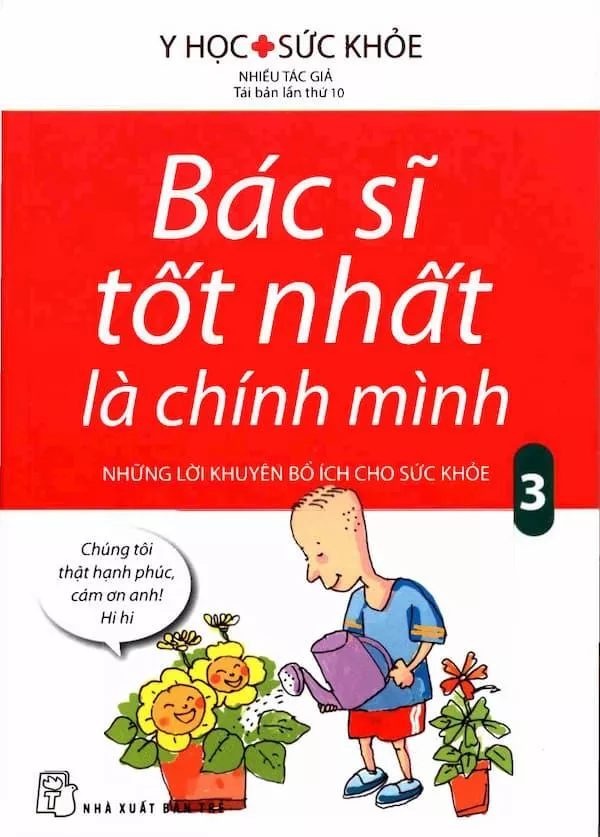 Y HỌC SỨC KHỎE
NHIỀU TÁC GIẢ
Tái bản lần thứ 10
Bác sĩ
tốt nhất
là chính mình
NHỮNG LỜI KHUYÊN BỔ ÍCH CHO SỨC KHỎE
3
Chúng tôi
thật hạnh phúc,
cảm ơn anh!
Hi hi
NHÀ XUẤT BẢN TRẺ